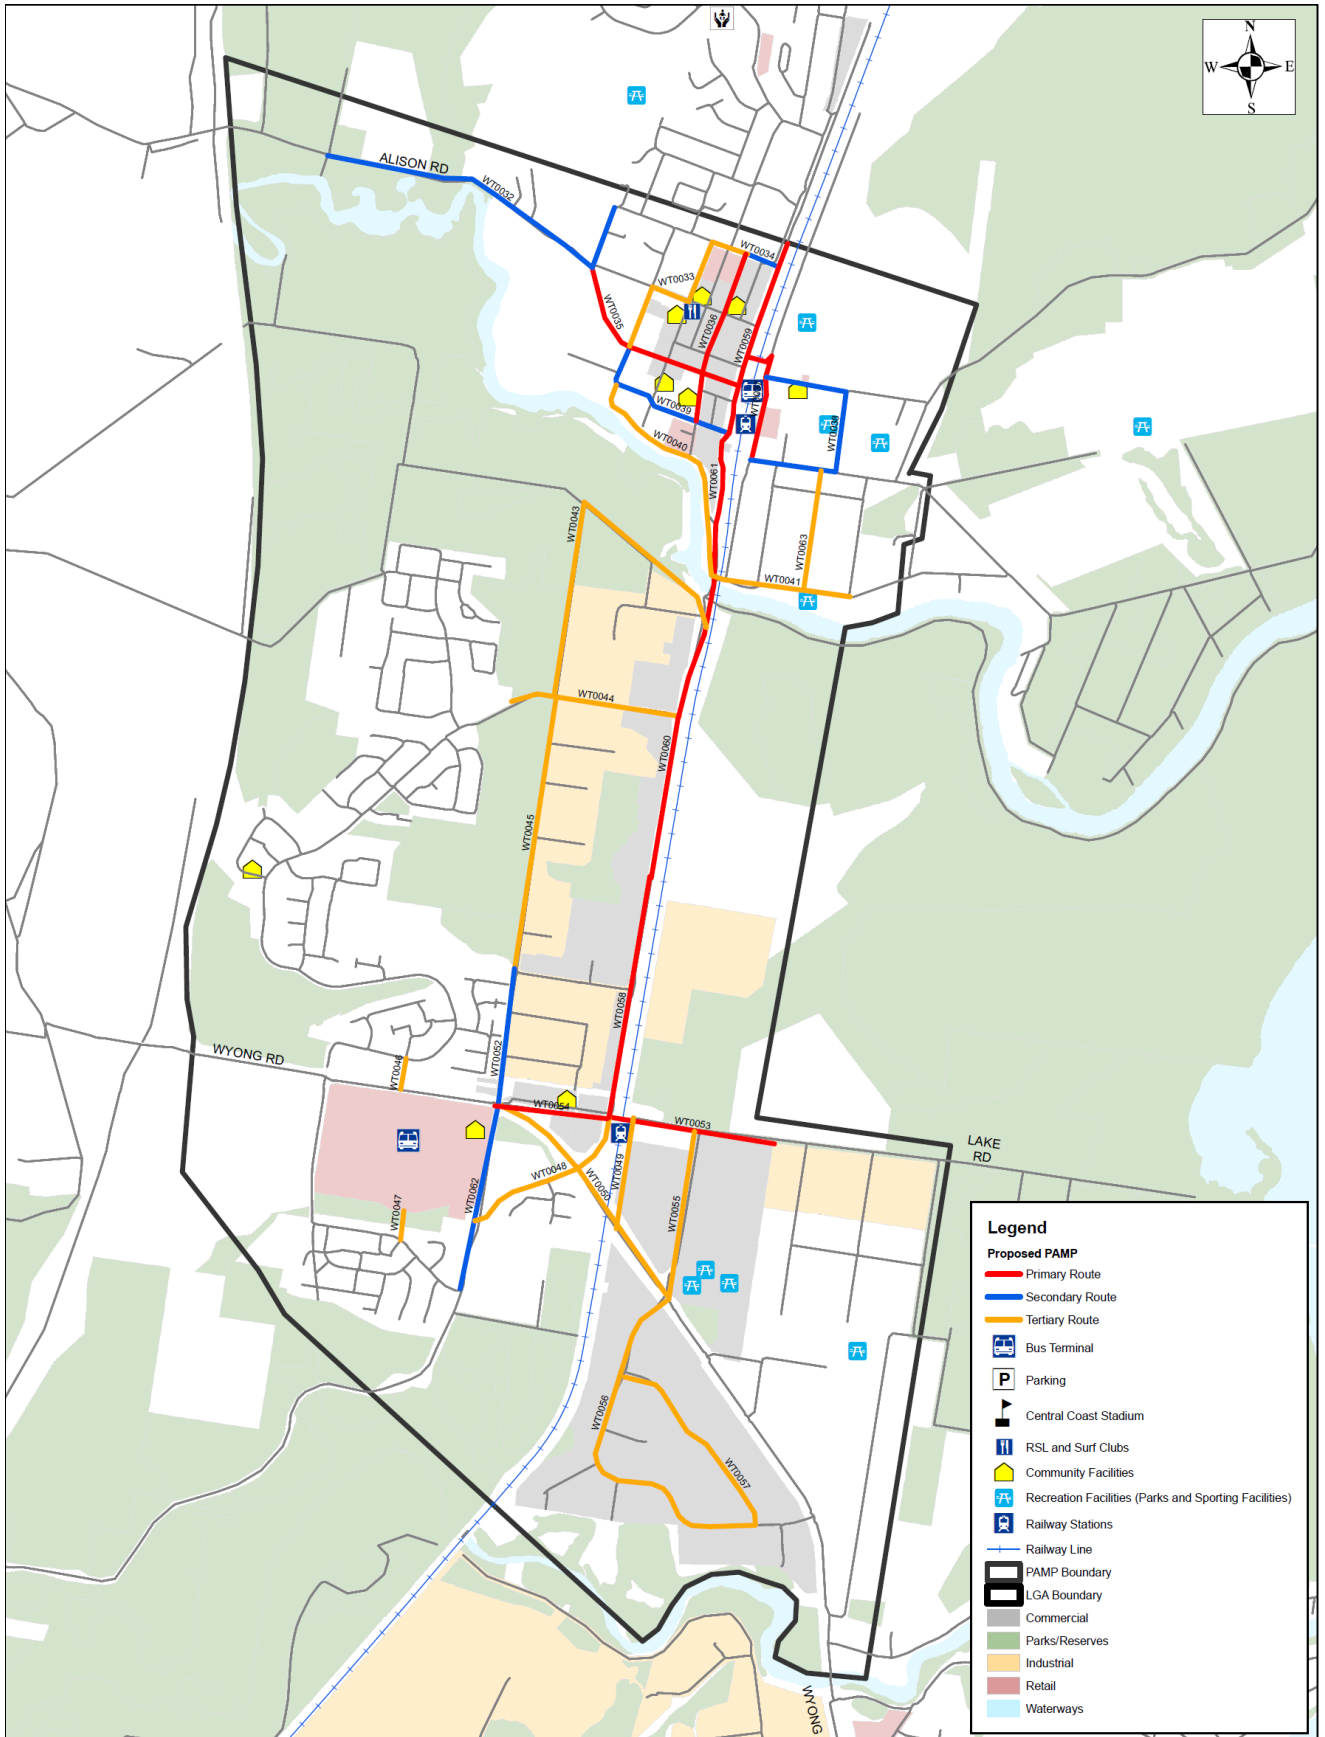 N
W E
S
ALISON RD
WT0032
WT0034
WT0033
WT0035
WT0036
WT0059
WT0038
WT0039
WT0040
WT0061
WT0043
WT0063
WT0041
WT0044
WT0060
WT0045
WT0058
WT0052
WYONG RD
WT0046
WT0054
WT0053
LAKE
RD
WT0048
WT0049
WT0050
WT0062
WT0047
WT0055
WT0056
WT0057
WYONG
Legend
Proposed PAMP
Primary Route
Secondary Route
Tertiary Route
Bus Terminal
P Parking
Central Coast Stadium
RSL and Surf Clubs
Community Facilities
Recreation Facilities (Parks and Sporting Facilities)
Railway Stations
Railway Line
PAMP Boundary
LGA Boundary
Commercial
Parks/Reserves
Industrial
Retail
Waterways